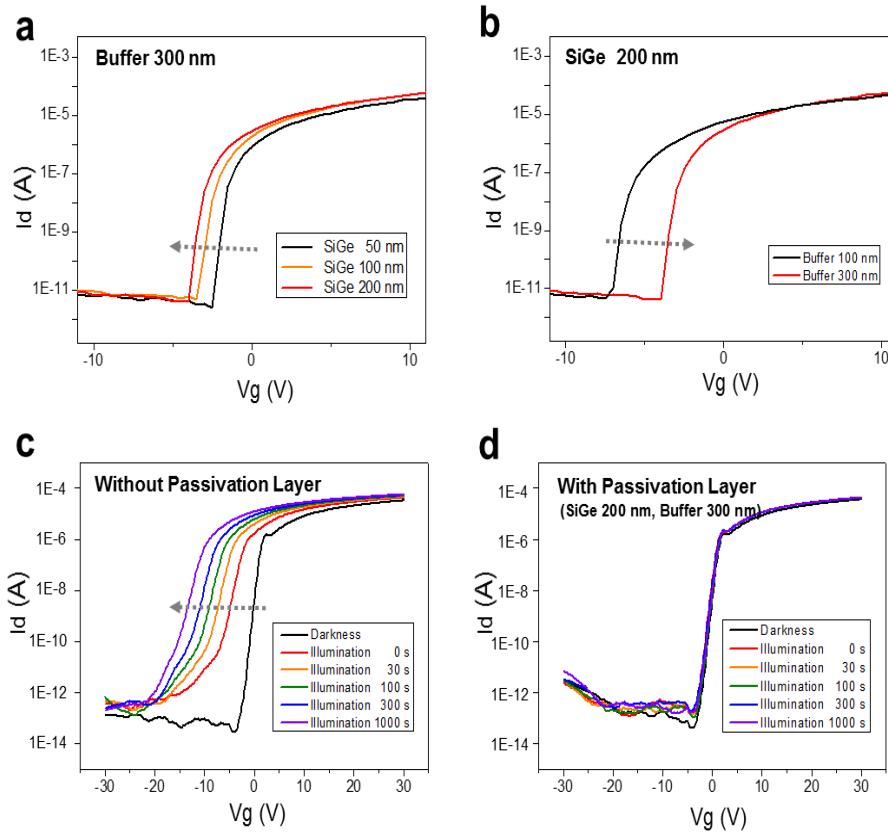 a
Buffer 300 nm
1E-3
1E-5
1E-7
1E-9
1E-11
Id (A)
SiGe 50 nm
SiGe 100 nm
SiGe 200 nm
-10
0
10
Vg (V)
b
SiGe 200 nm
1E-3
1E-5
1E-7
1E-9
1E-11
Id (A)
Buffer 100 nm
Buffer 300 nm
-10
0
10
Vg (V)
c
Without Passivation Layer
1E-4
1E-6
1E-8
1E-10
1E-12
1E-14
Id (A)
Darkness
Illumination 0 s
Illumination 30 s
Illumination 100 s
Illumination 300 s
Illumination 1000 s
-30
-20
-10
0
10
20
30
Vg (V)
d
With Passivation Layer
(SiGe 200 nm, Buffer 300 nm)
1E-4
1E-6
1E-8
1E-10
1E-12
1E-14
Id (A)
Darkness
Illumination 0 s
Illumination 30 s
Illumination 100 s
Illumination 300 s
Illumination 1000 s
-30
-20
-10
0
10
20
30
Vg (V)